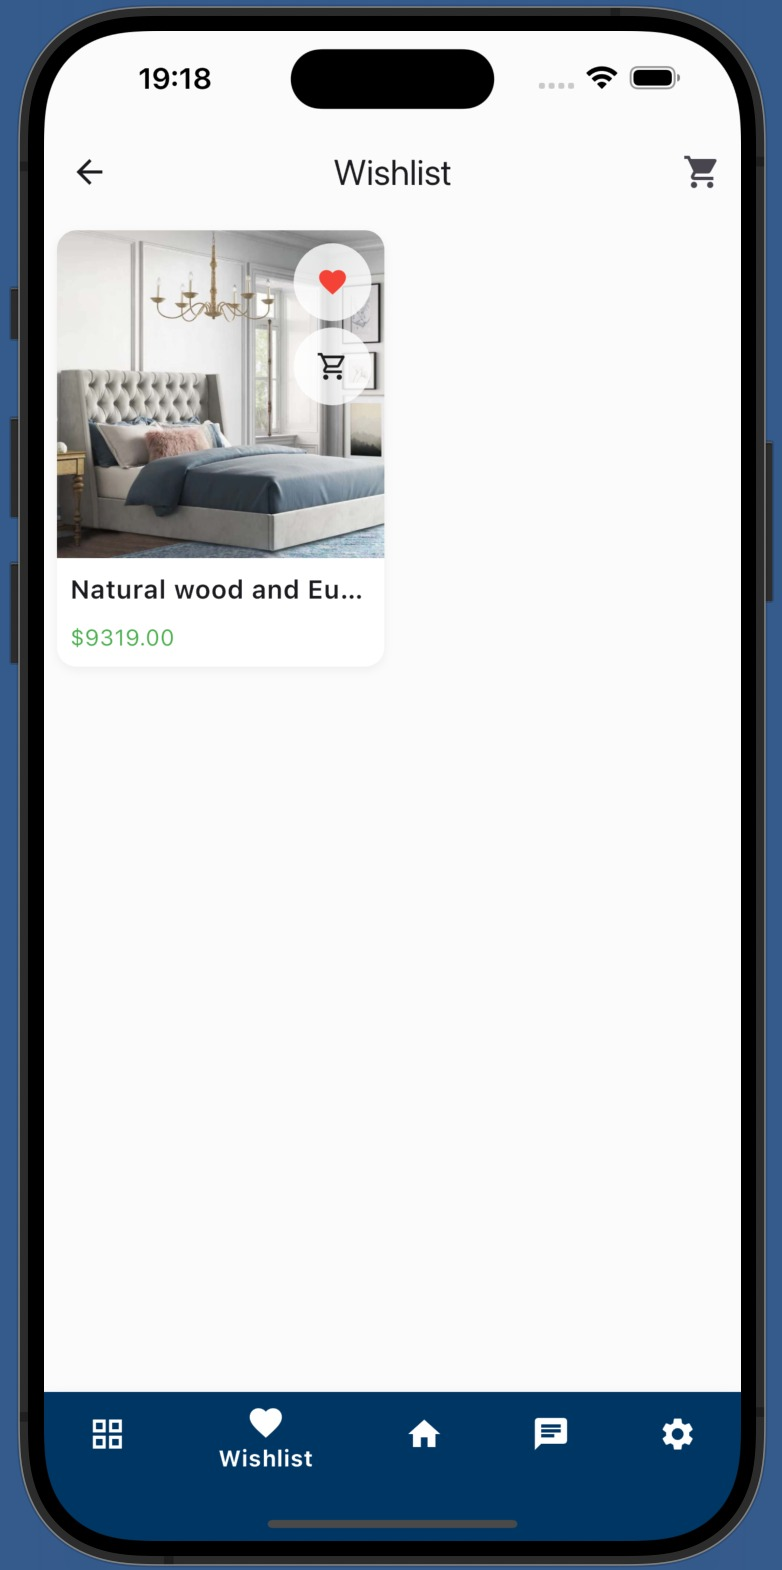 19:18
Wishlist
Natural wood and Eu...
$9319.00
Wishlist